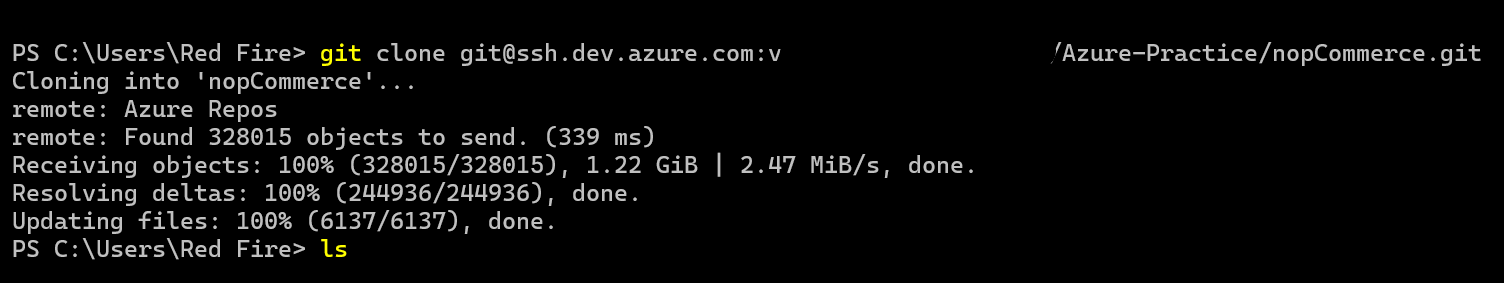 PS C:\Users\Red Fire> git clone git@ssh.dev.azure.com:v /Azure-Practice/nopCommerce.git
Cloning into 'nopCommerce'...
remote: Azure Repos
remote: Found 328015 objects to send. (339 ms)
Receiving objects: 100% (328015/328015), 1.22 GiB | 2.47 MiB/s, done.
Resolving deltas: 100% (244936/244936), done.
Updating files: 100% (6137/6137), done.
PS C:\Users\Red Fire> ls